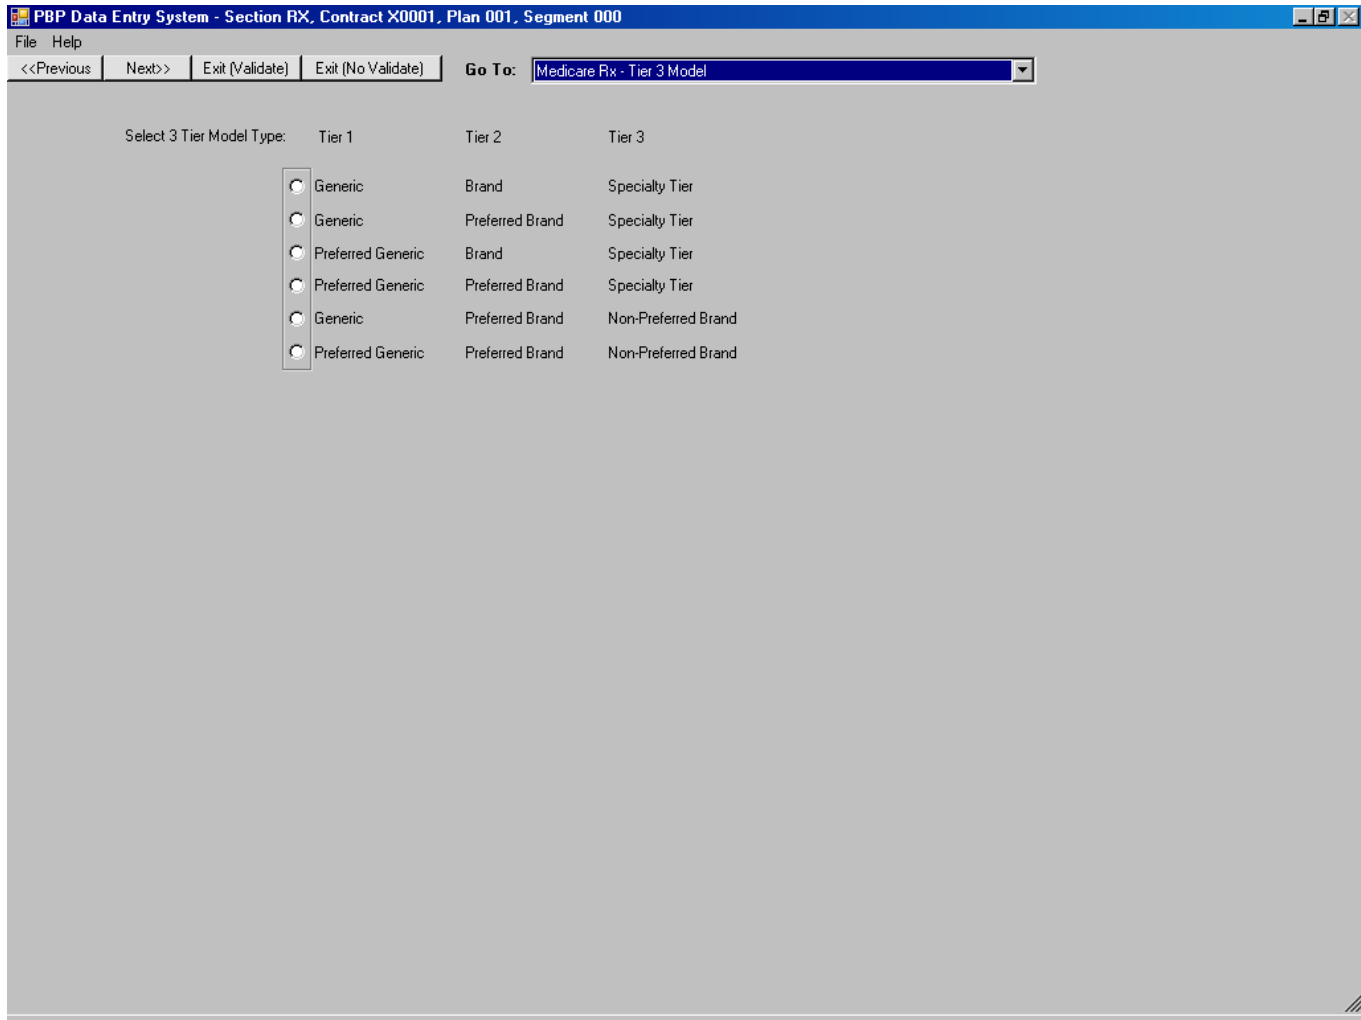 PBP Data Entry System - Section RX, Contract X0001, Plan 001, Segment 000
File Help
<<Previous Next>> Exit (Validate) Exit (No Validate) Go To: Medicare Rx - Tier 3 Model
Select 3 Tier Model Type: Tier 1 Tier 2 Tier 3
Generic Brand Specialty Tier
Generic Preferred Brand Specialty Tier
Preferred Generic Brand Specialty Tier
Preferred Generic Preferred Brand Specialty Tier
Generic Preferred Brand Non-Preferred Brand
Preferred Generic Preferred Brand Non-Preferred Brand